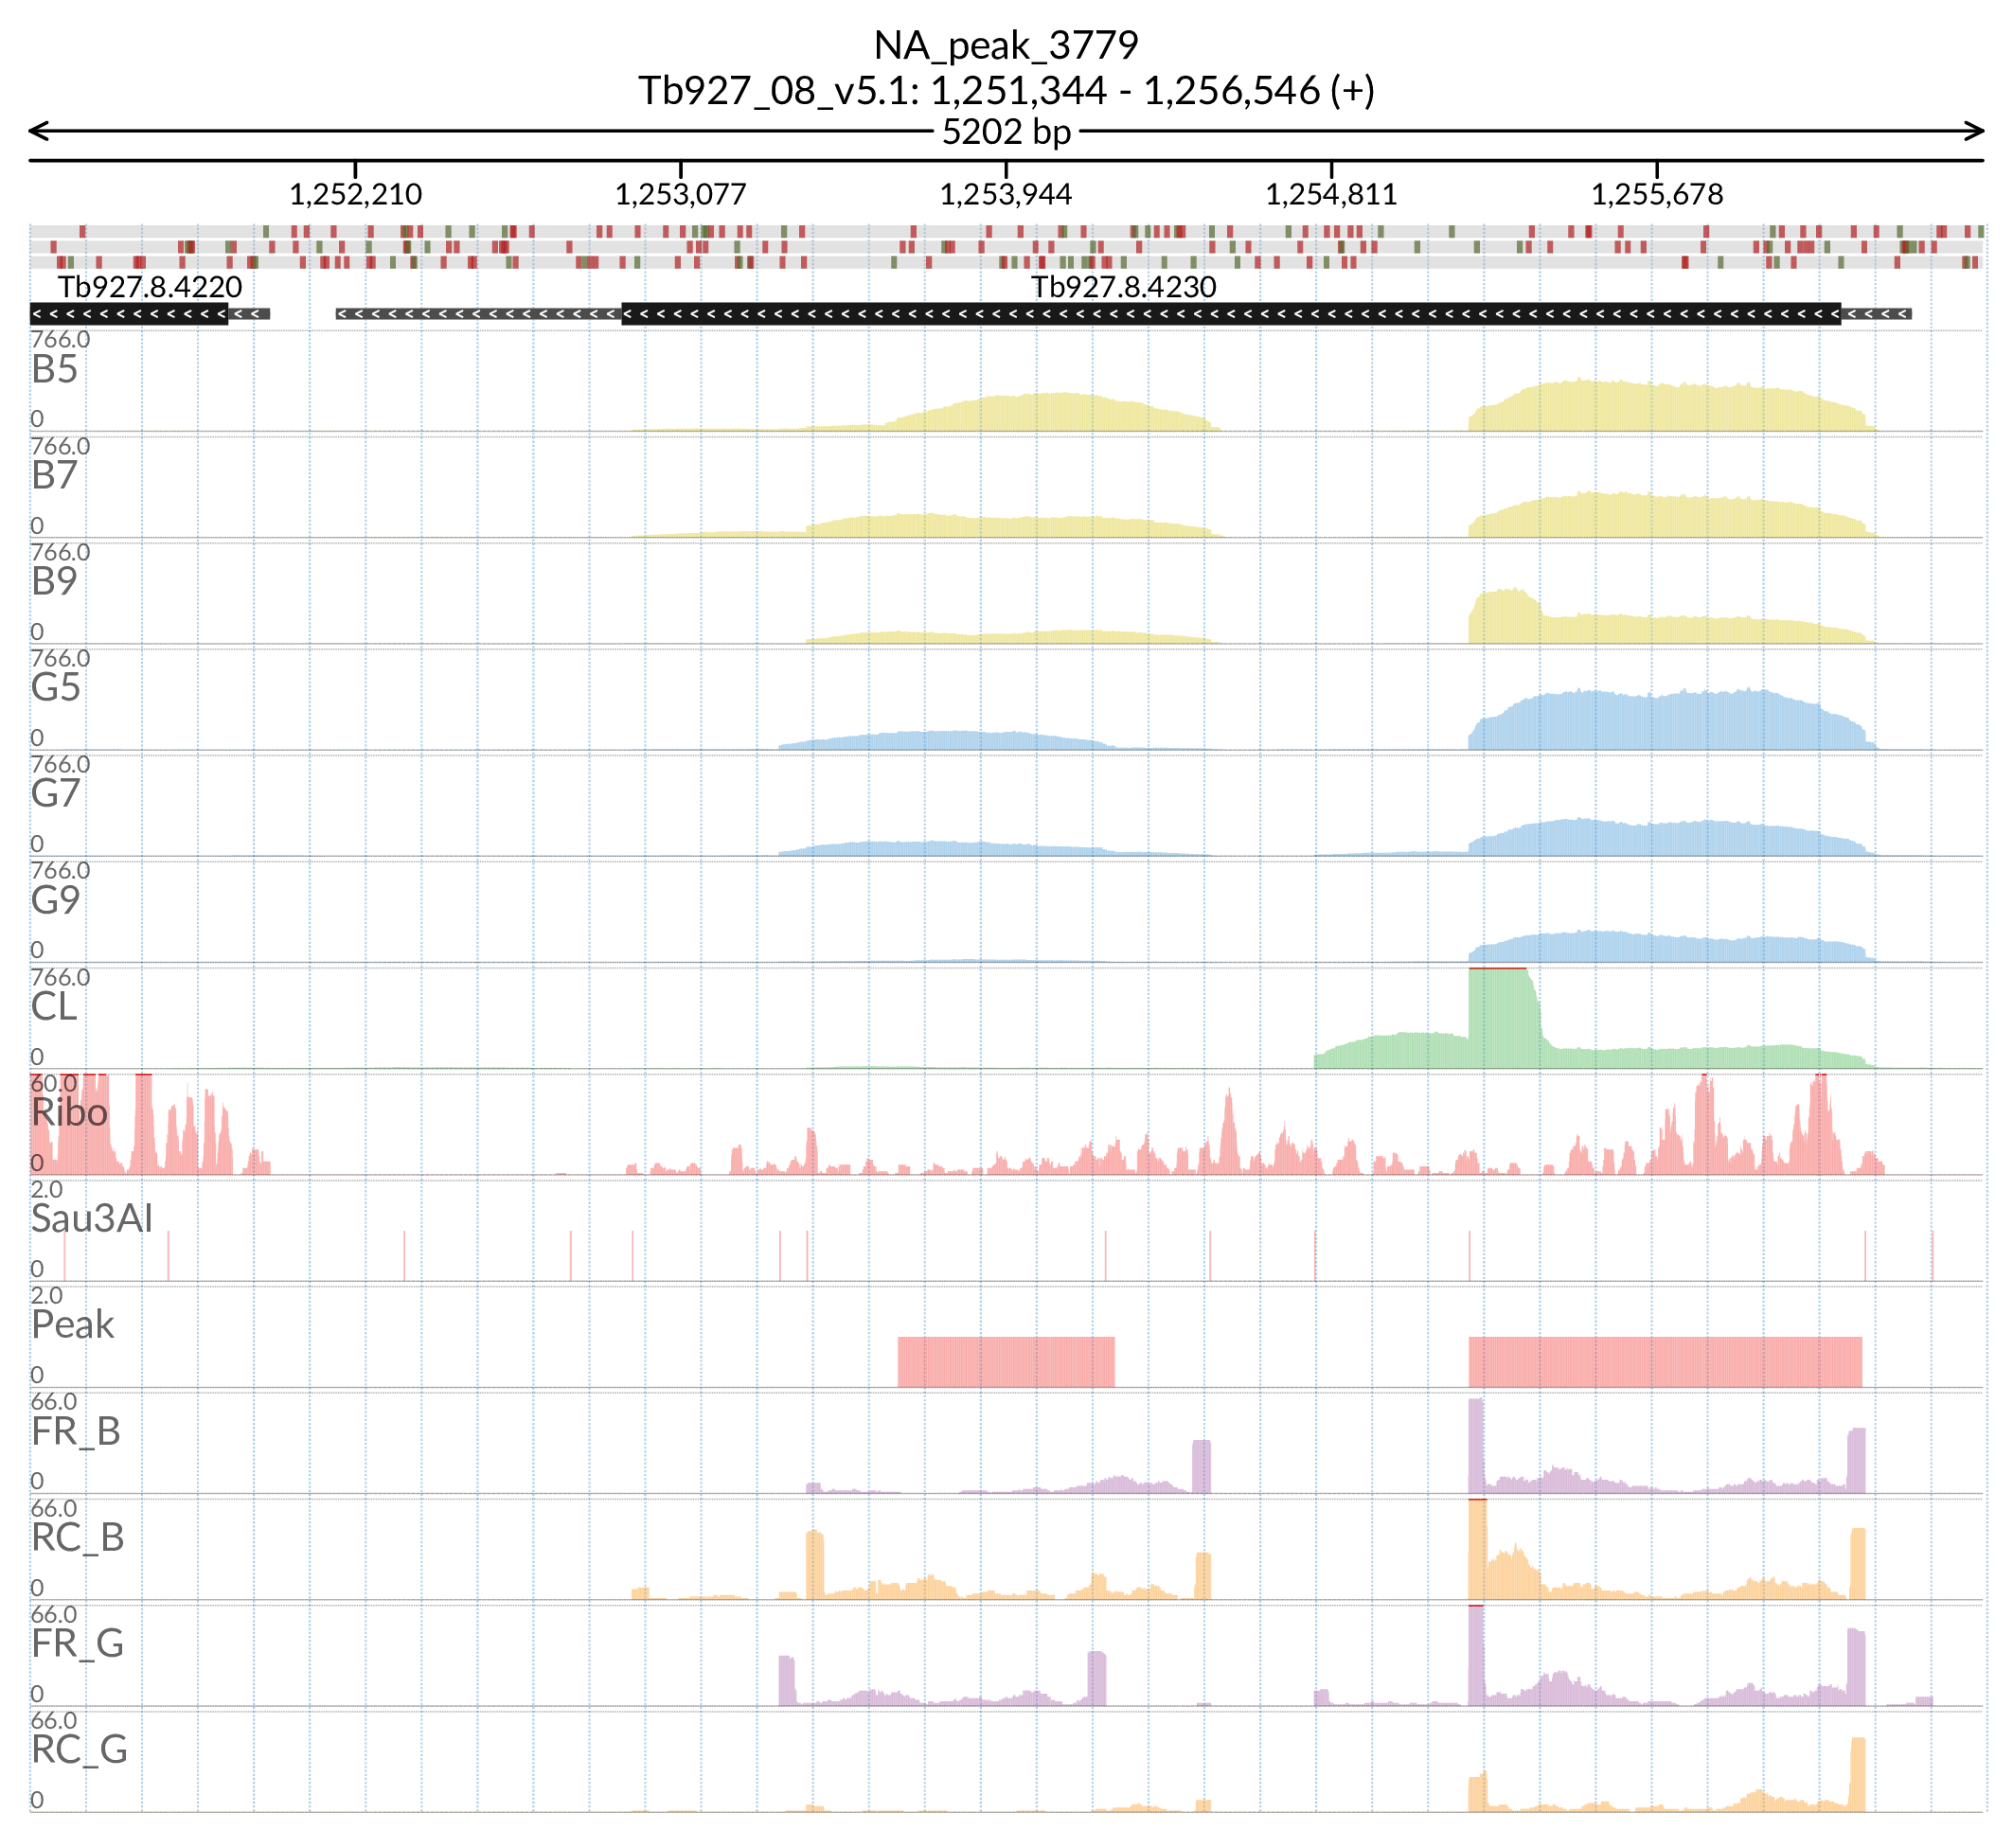 NA_peak_3779
Tb927_08_v5.1: 1,251,344 - 1,256,546 (+)
5202 bp
1,252,210 1,253,077 1,253,944 1,254,811 1,255,678
Tb927.8.4220 Tb927.8.4230
766.0
B5
0
766.0
B7
0
766.0
B9
0
766.0
G5
0
766.0
G7
0
766.0
G9
0
766.0
CL
0
60.0
Ribo
0
2.0
Sau3AI
0
2.0
Peak
0
66.0
FR_B
0
66.0
RC_B
0
66.0
FR_G
0
66.0
RC_G
0